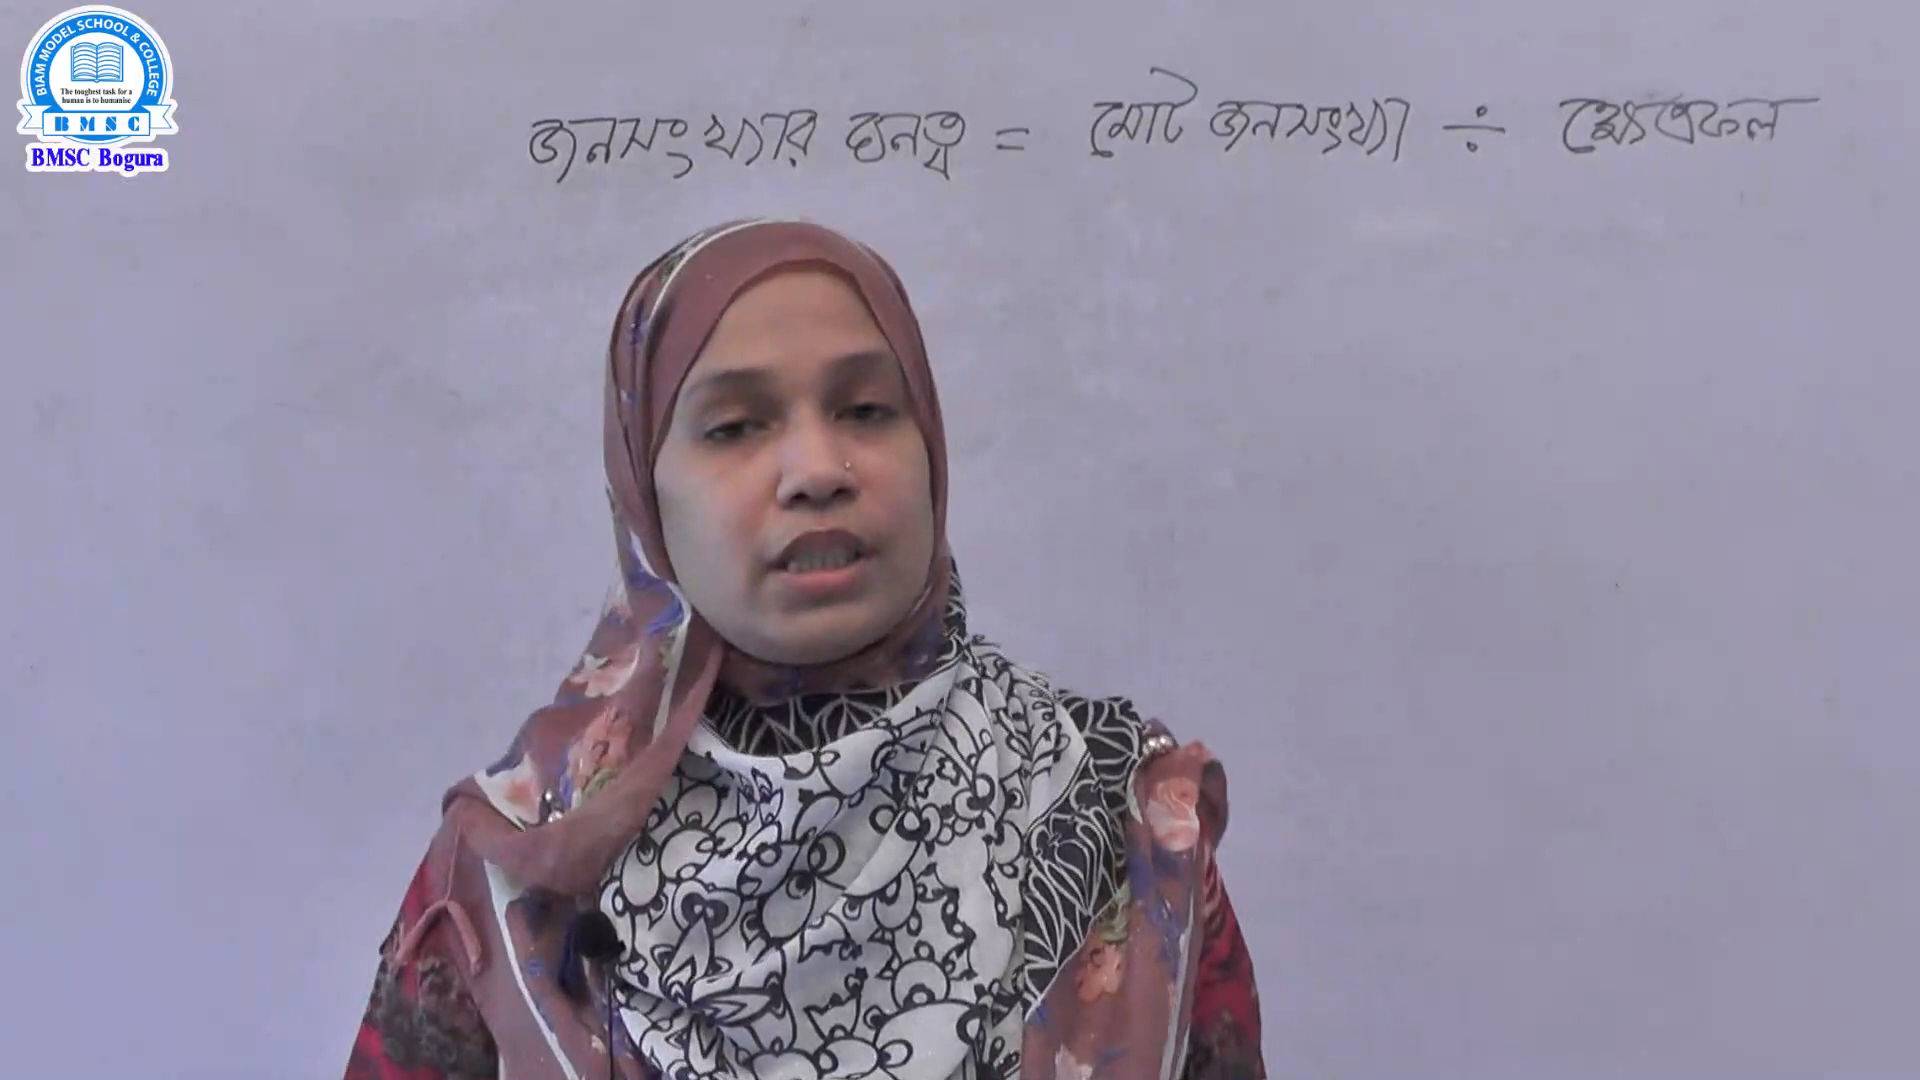 BIAM MODEL SCHOOL & COLLEGE
The toughest task for a
human is to humanise
BMSC
BMSC Bogura
জনসংখ্যার ঘনত্ব = মোট জনসংখ্যা ÷ ক্ষেত্রফল